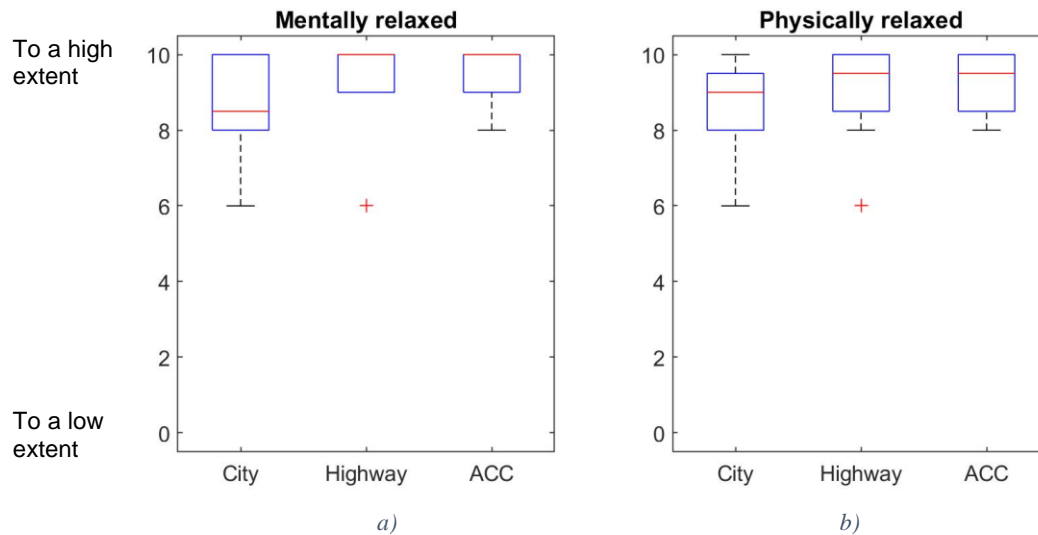 Mentally relaxed
Physically relaxed
To a high
extent
10
8
6
4
2
0
10
8
6
4
2
0
To a low
extent
City Highway ACC
City Highway ACC
a)
b)